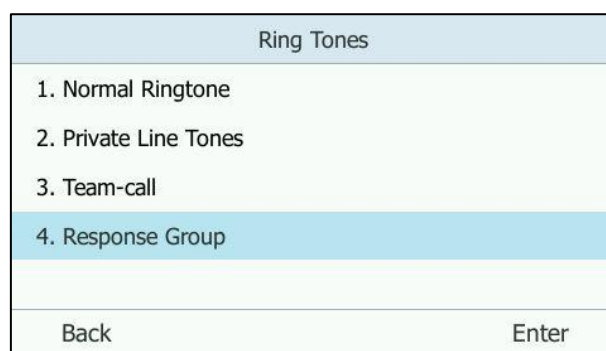 Ring Tones
1. Normal Ringtone
2. Private Line Tones
3. Team-call
4. Response Group
Back Enter